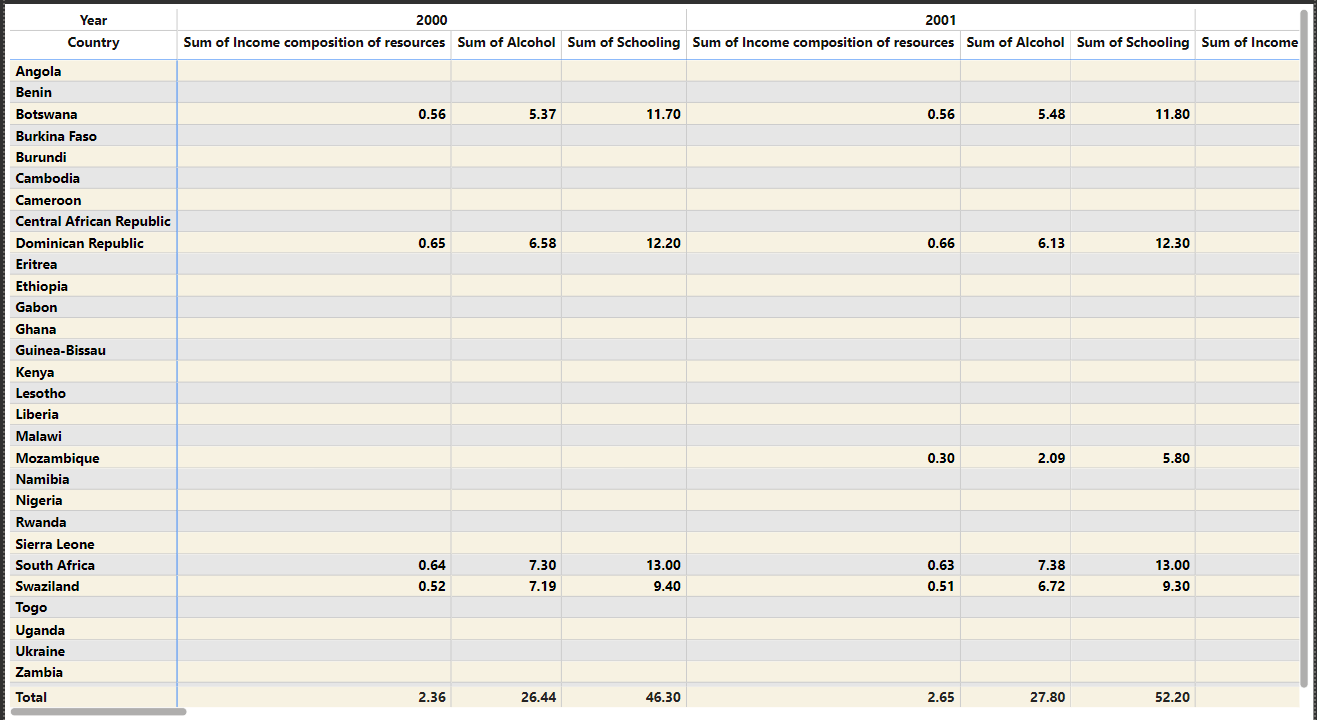 Year 2000 2001
Country Sum of Income composition of resources Sum of Alcohol Sum of Schooling Sum of Income composition of resources Sum of Alcohol Sum of Schooling Sum of Income
Angola
Benin
Botswana 0.56 5.37 11.70 0.56 5.48 11.80
Burkina Faso
Burundi
Cambodia
Cameroon
Central African Republic
Dominican Republic 0.65 6.58 12.20 0.66 6.13 12.30
Eritrea
Ethiopia
Gabon
Ghana
Guinea-Bissau
Kenya
Lesotho
Liberia
Malawi
Mozambique 0.30 2.09 5.80
Namibia
Nigeria
Rwanda
Sierra Leone
South Africa 0.64 7.30 13.00 0.63 7.38 13.00
Swaziland 0.52 7.19 9.40 0.51 6.72 9.30
Togo
Uganda
Ukraine
Zambia
Total 2.36 26.44 46.30 2.65 27.80 52.20